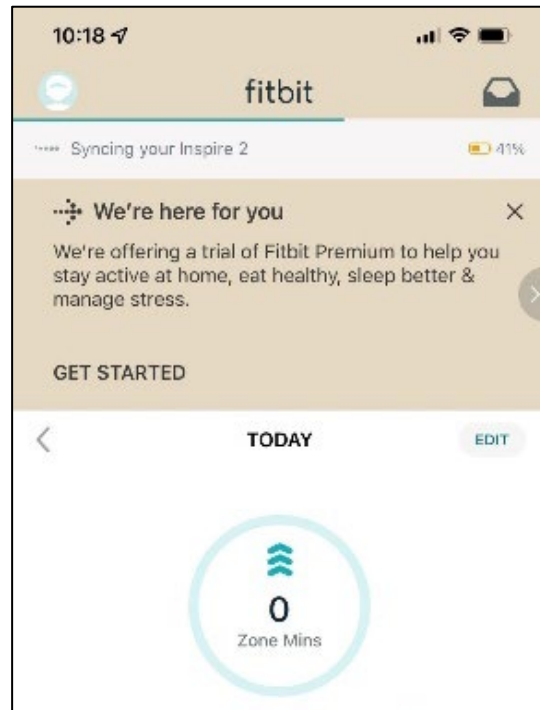 10:18
fitbit
Syncing your Inspire 2 41%
We're here for you
We're offering a trial of Fitbit Premium to help you
stay active at home, eat healthy, sleep better &
manage stress.
GET STARTED
TODAY EDIT
0
Zone Mins